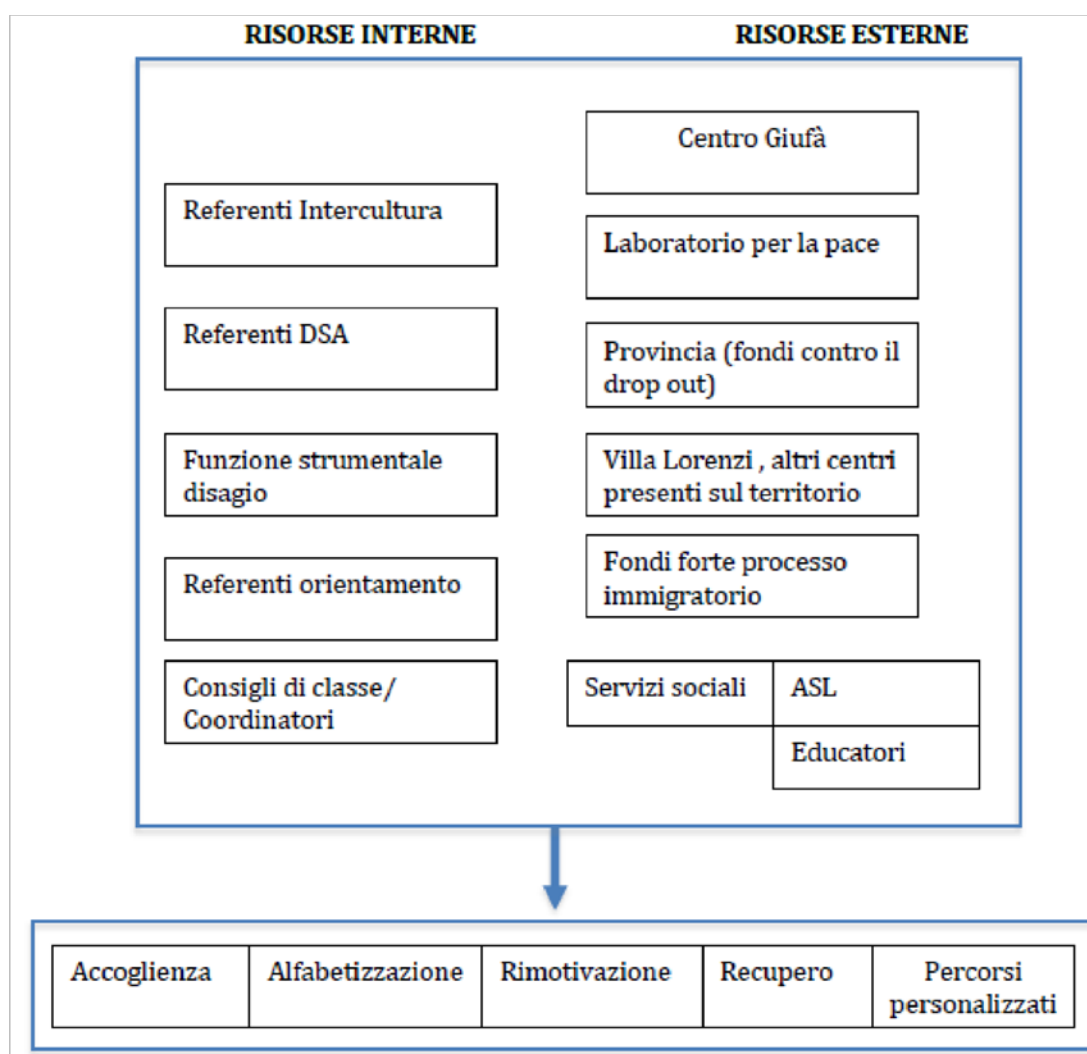 RISORSE INTERNE
RISORSE ESTERNE
Referenti Intercultura
Referenti DSA
Funzione strumentale
disagio
Referenti orientamento
Consigli di classe/
Coordinatori
Centro Giufà
Laboratorio per la pace
Provincia (fondi contro il
drop out)
Villa Lorenzi , altri centri
presenti sul territorio
Fondi forte processo
immigratorio
Servizi sociali
ASL
Educatori
Accoglienza
Alfabetizzazione
Rimotivazione
Recupero
Percorsi
personalizzati